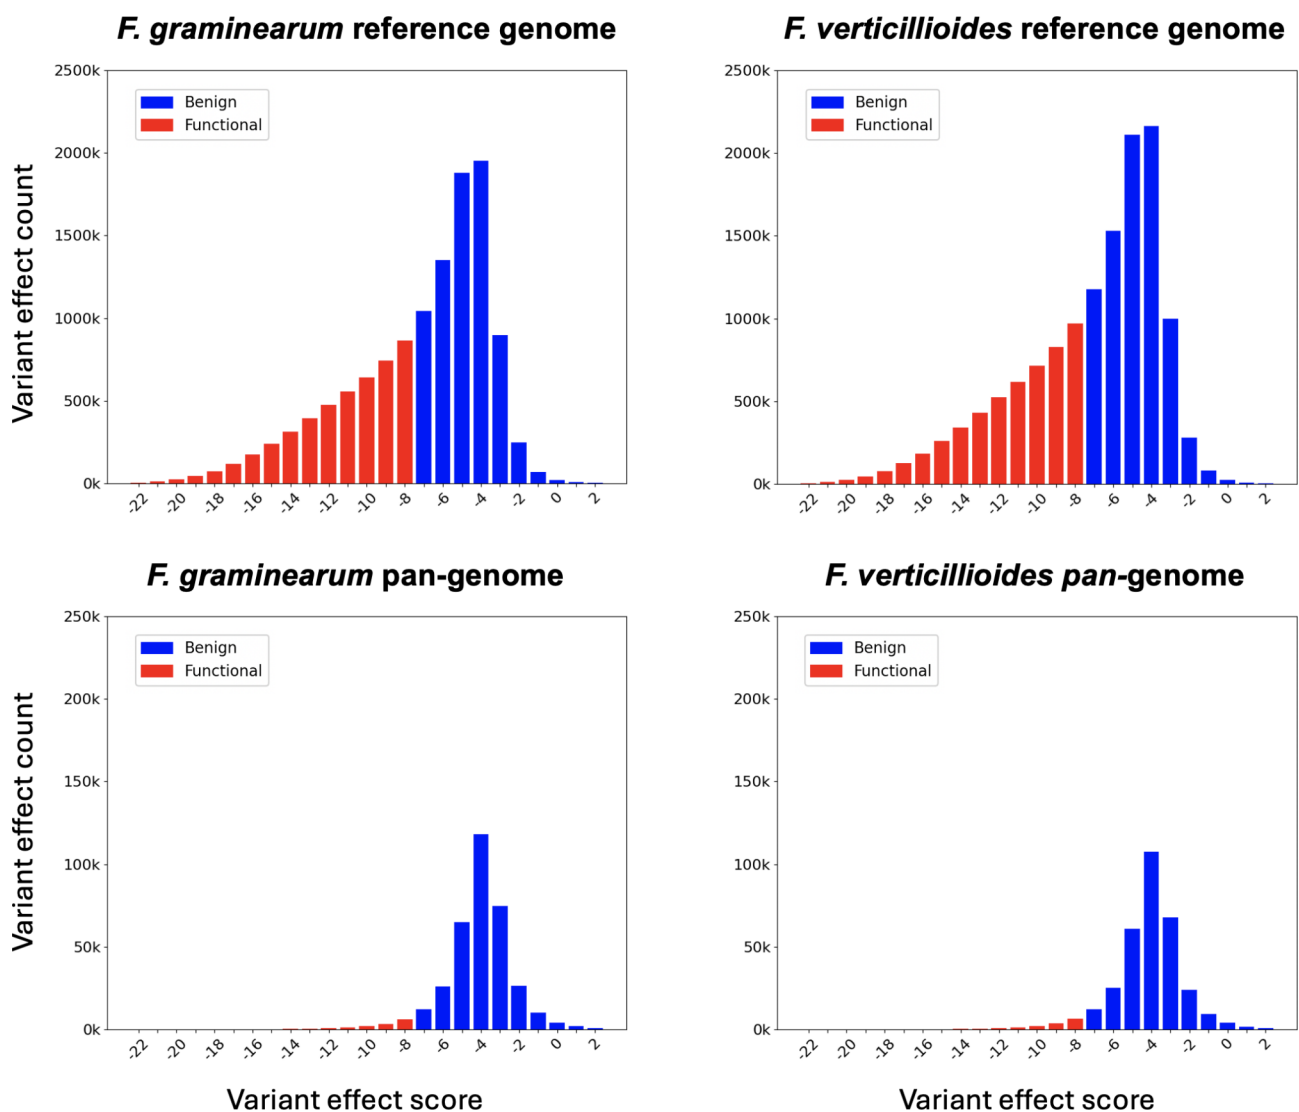 F. graminearum reference genome
2500k
2000k
1500k
1000k
500k
0k
Benign
Functional
-22 -20 -18 -16 -14 -12 -10 -8 -6 -4 -2 0 2
Variant effect count
F. verticillioides reference genome
2500k
2000k
1500k
1000k
500k
0k
Benign
Functional
-22 -20 -18 -16 -14 -12 -10 -8 -6 -4 -2 0 2
F. graminearum pan-genome
250k
200k
150k
100k
50k
0k
Benign
Functional
-22 -20 -18 -16 -14 -12 -10 -8 -6 -4 -2 0 2
Variant effect count
Variant effect score
F. verticillioides pan-genome
250k
200k
150k
100k
50k
0k
Benign
Functional
-22 -20 -18 -16 -14 -12 -10 -8 -6 -4 -2 0 2
Variant effect score